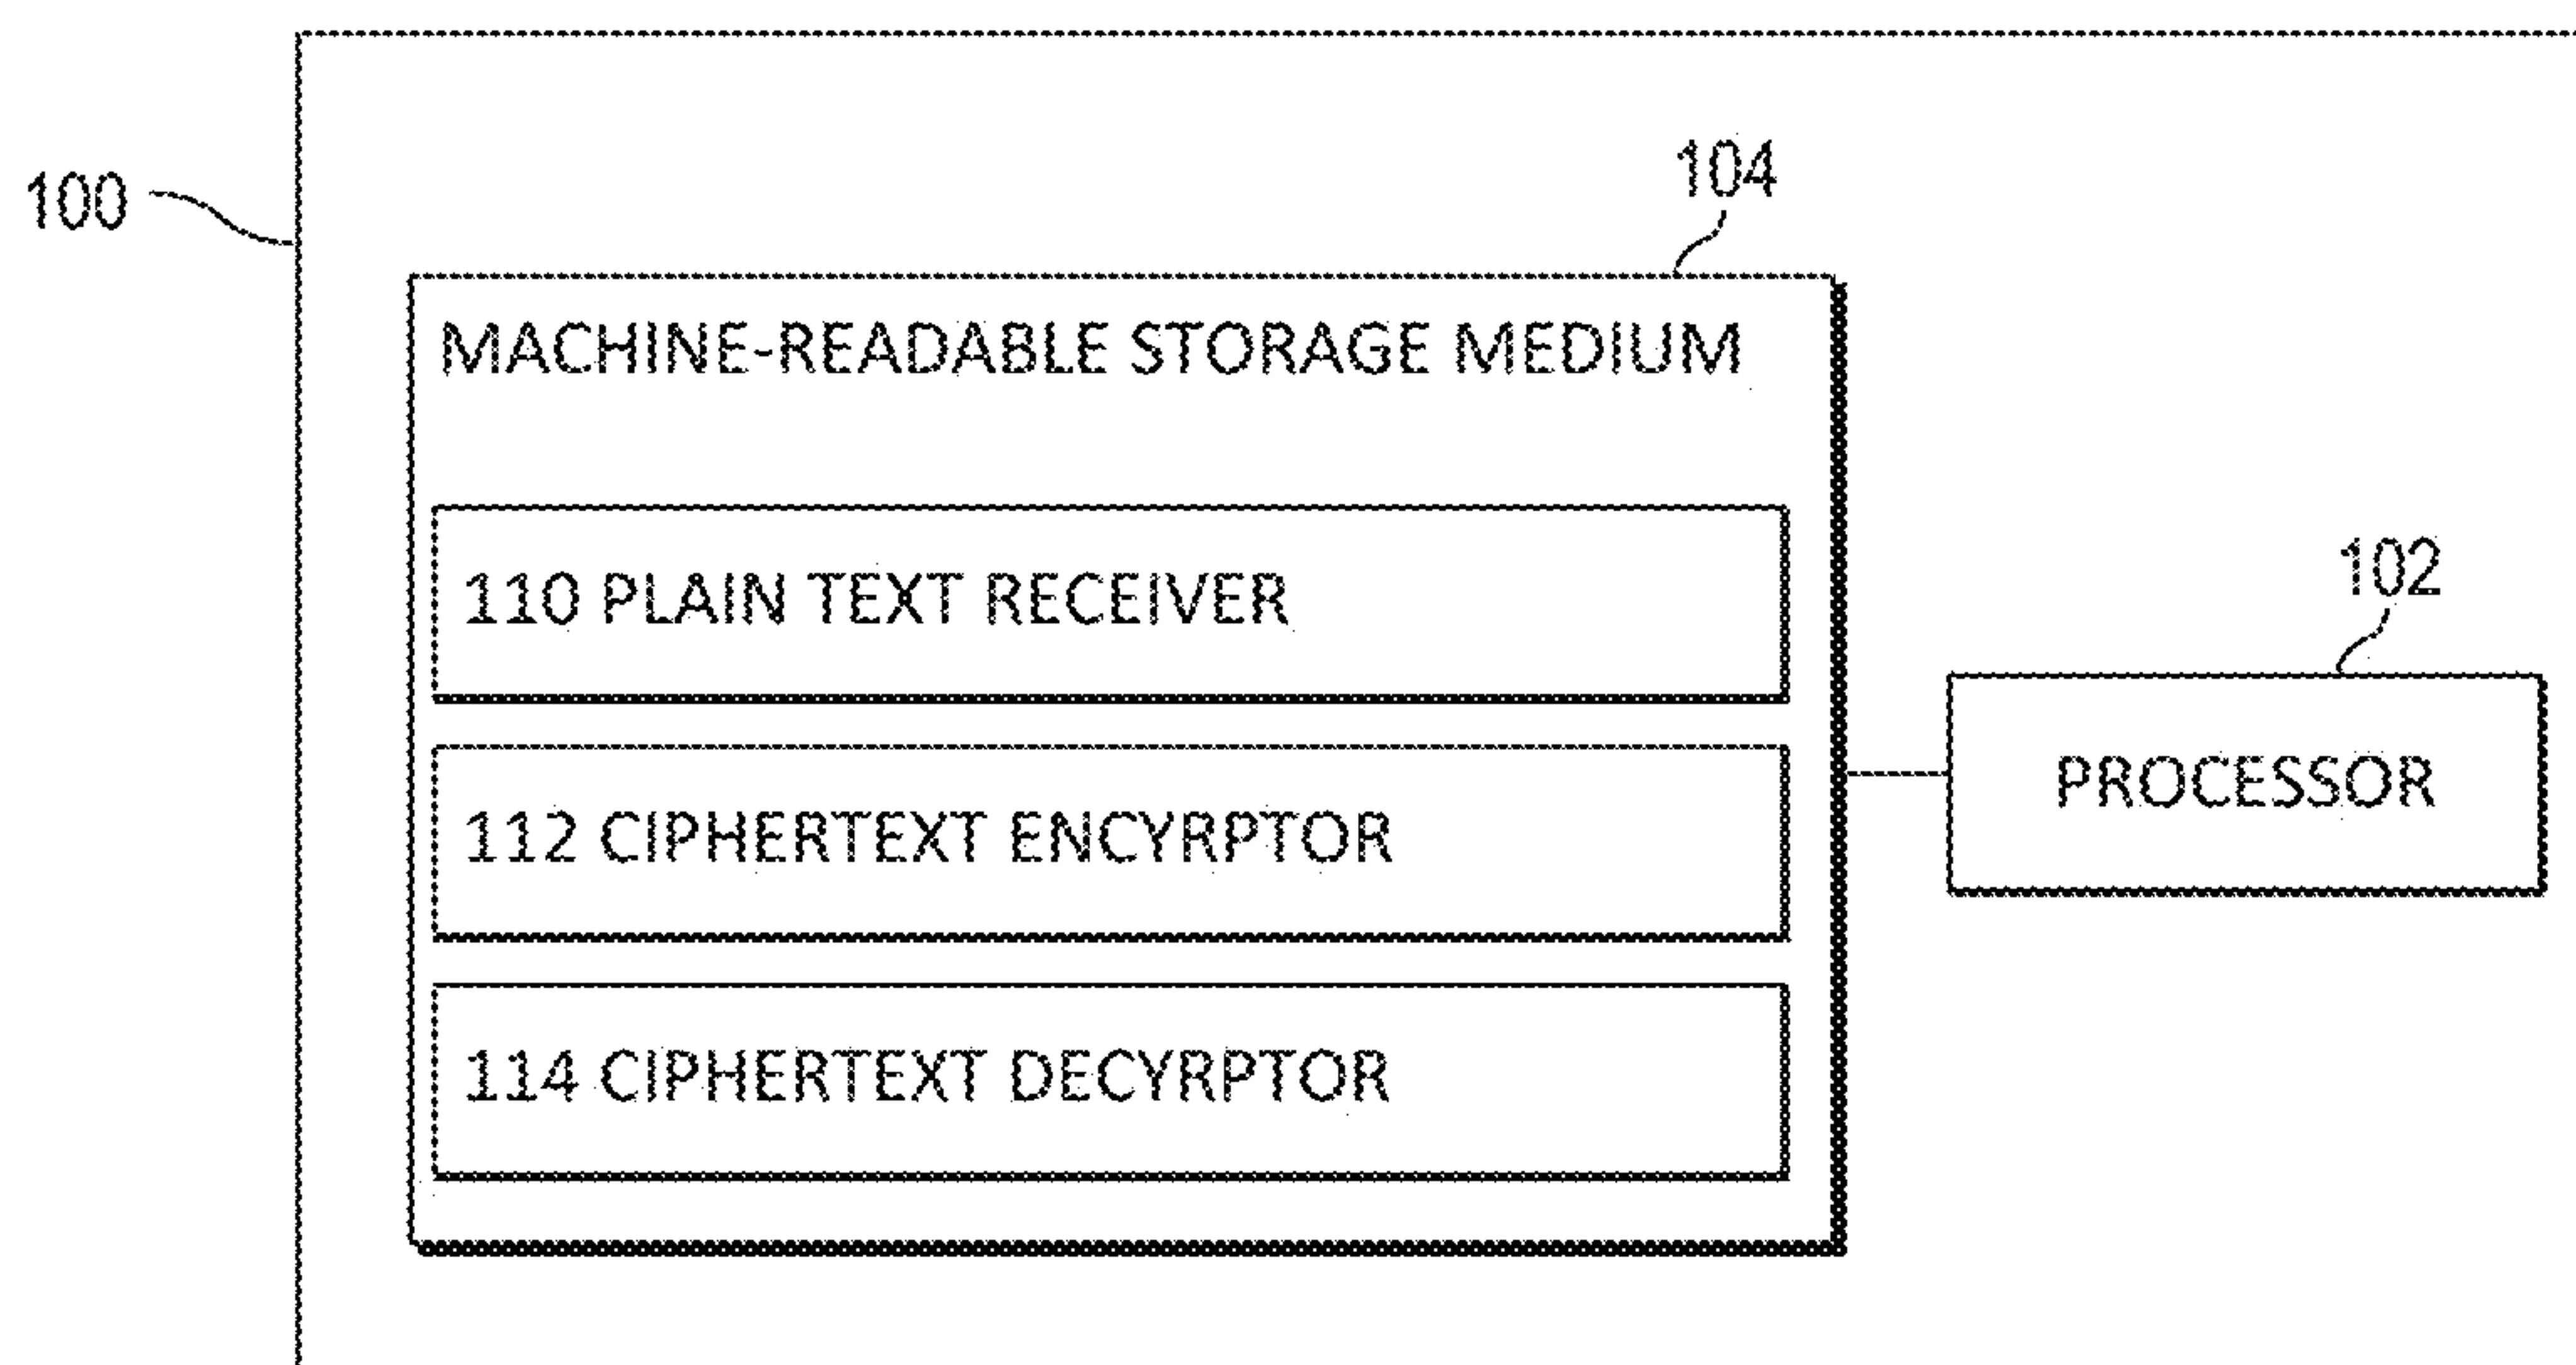 100
104
MACHINE-READABLE STORAGE MEDIUM
110 PLAIN TEXT RECEIVER
102
112 CIPHERTEXT ENCYRPTOR
PROCESSOR
114 CIPHERTEXT DECYRPTOR